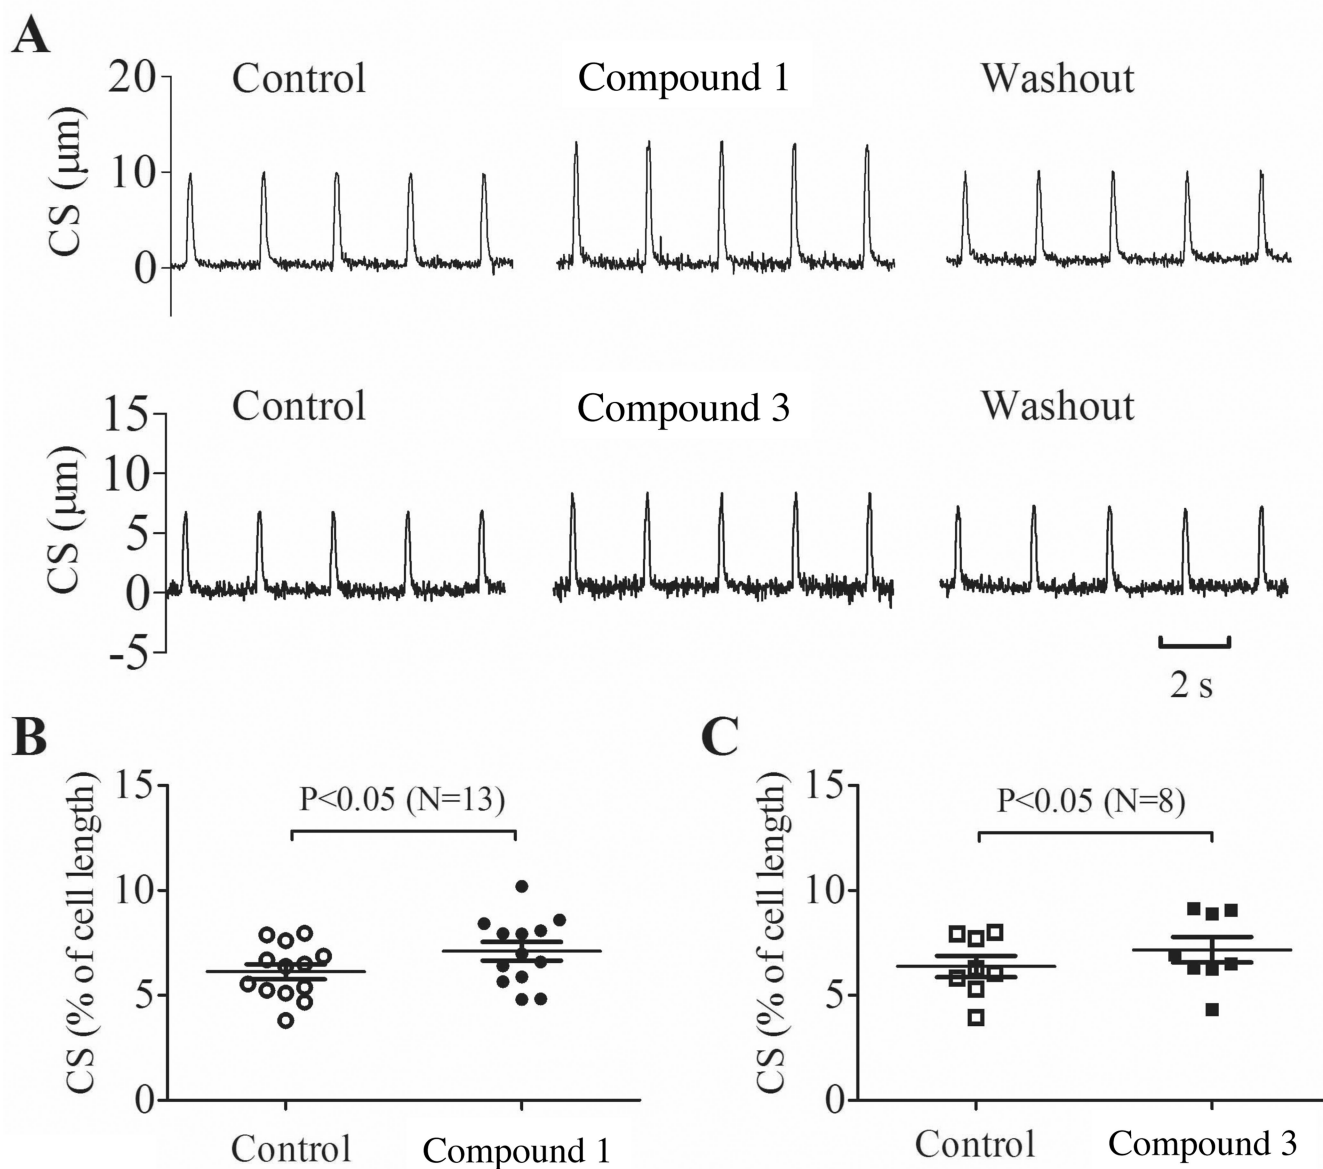 A
Control Compound 1 Washout
20
10
0
CS (μm)
Control Compound 3 Washout
15
10
5
0
-5
CS (μm)
2 s
B
15
10
5
0
CS (% of cell length)
P<0.05 (N=13)
Control Compound 1
C
15
10
5
0
CS (% of cell length)
P<0.05 (N=8)
Control Compound 3